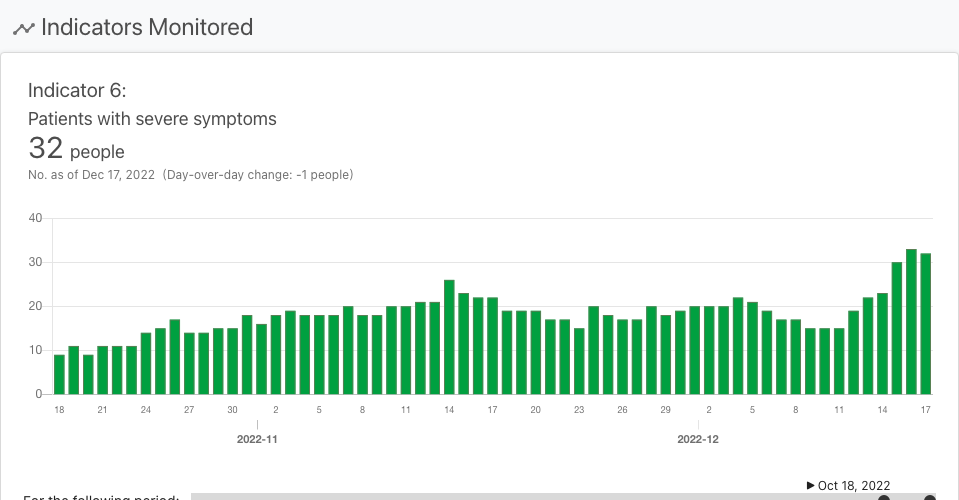 Indicators Monitored
Indicator 6:
Patients with severe symptoms
32 people
No. as of Dec 17, 2022 (Day-over-day change: -1 people)
40
30
20
10
0
18 21 24 27 30 2 5 8 11 14 17 20 23 26 29 2 5 8 11 14 17
2022-11 2022-12
Oct 18, 2022
For the following period: